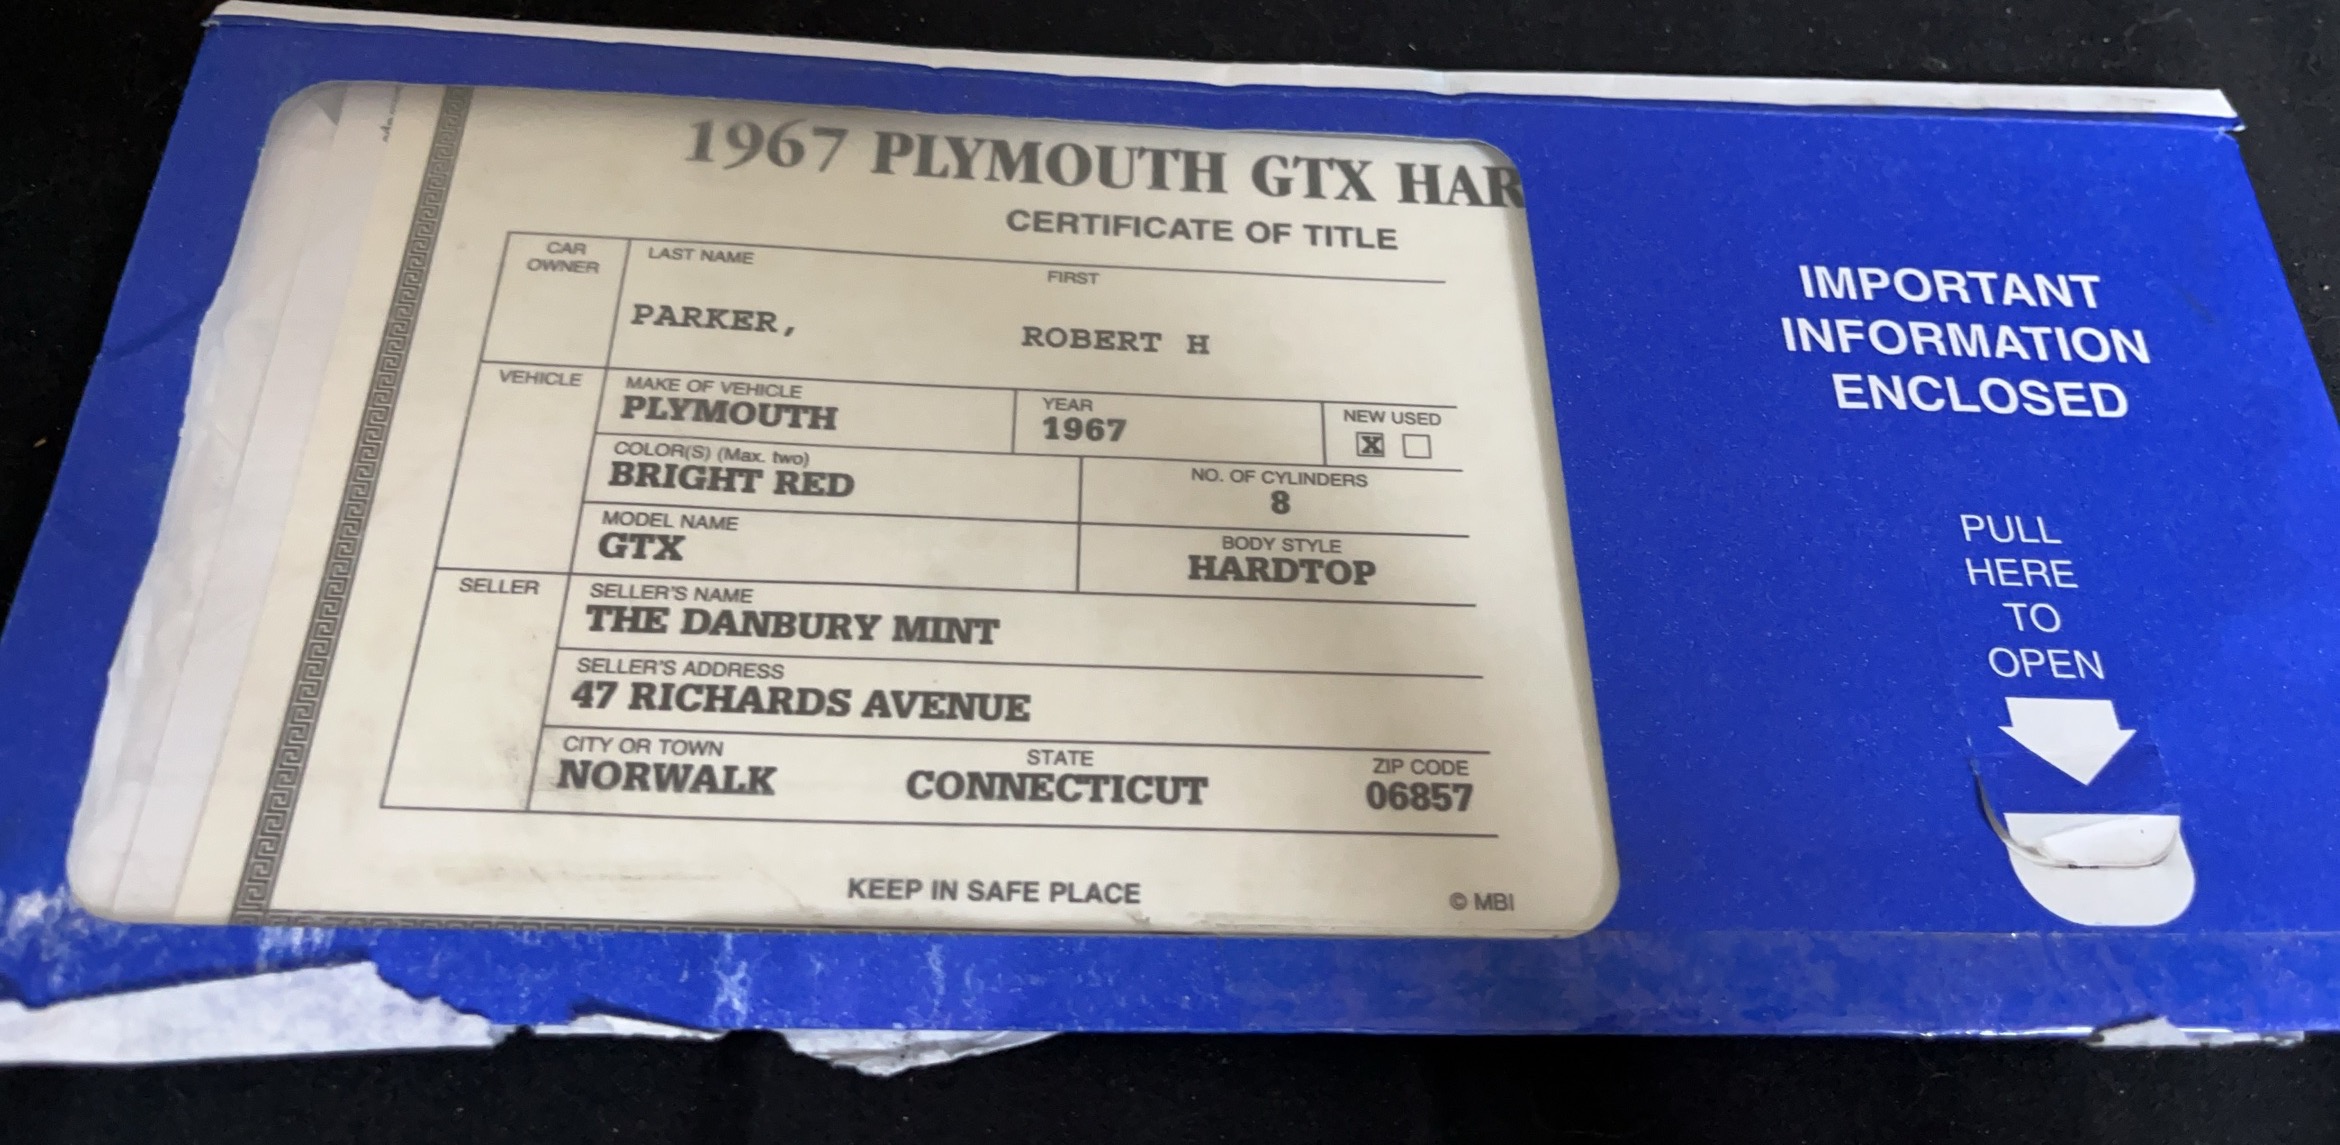 1967 PLYMOUTH GTX HAR
CERTIFICATE OF TITLE
CAR OWNER
LAST NAME FIRST
PARKER, ROBERT H
VEHICLE
MAKE OF VEHICLE YEAR NEW USED
PLYMOUTH 1967 X
COLOR(S) (Max. two) NO. OF CYLINDERS
BRIGHT RED 8
MODEL NAME BODY STYLE
GTX HARDTOP
SELLER
SELLER'S NAME
THE DANBURY MINT
SELLER'S ADDRESS
47 RICHARDS AVENUE
CITY OR TOWN STATE ZIP CODE
NORWALK CONNECTICUT 06857
KEEP IN SAFE PLACE © MBI
IMPORTANT
INFORMATION
ENCLOSED
PULL
HERE
TO
OPEN